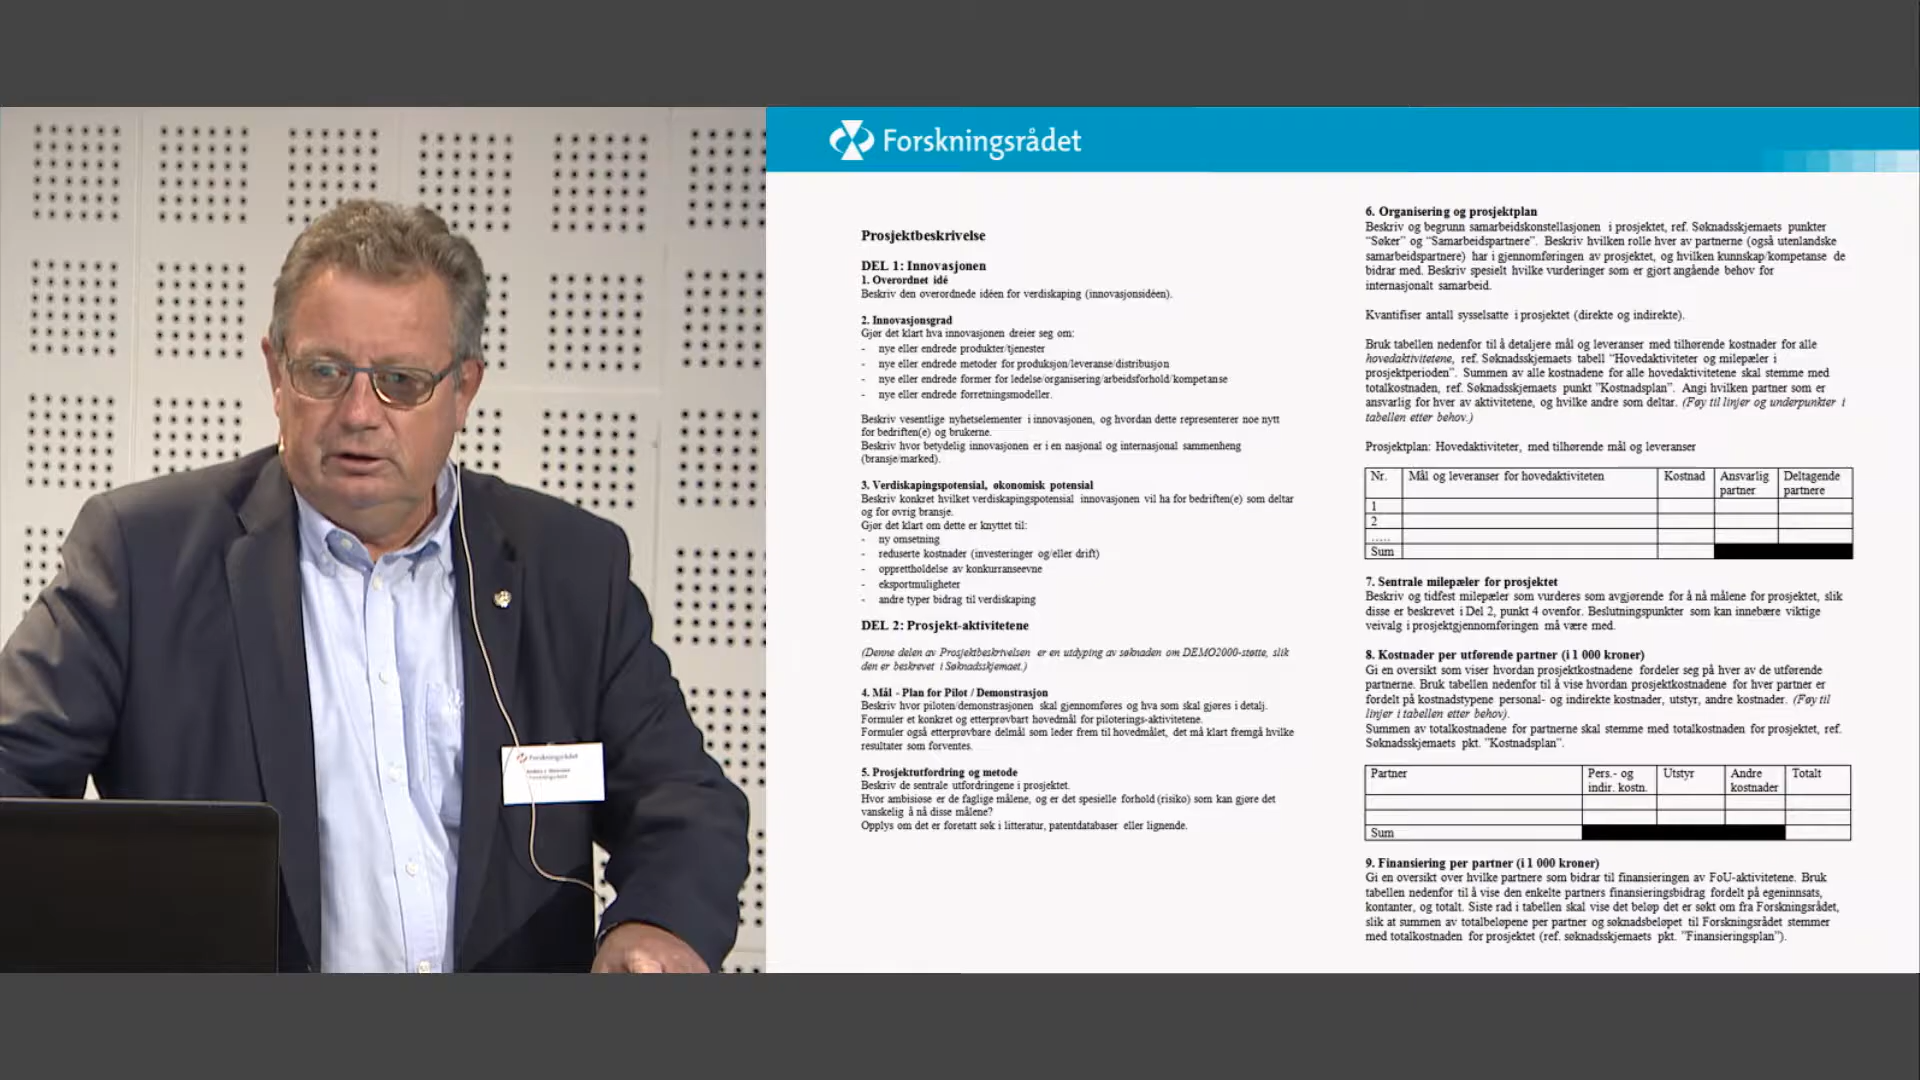 Forskningsrådet
Prosjektbeskrivelse
DEL 1: Innovasjonen
1. Overordnet idé
Beskriv den overordnede idéen for verdiskaping (innovasjonsidéen).
2. Innovasjonsgrad
Gjør det klart hva innovasjonen dreier seg om:
- nye eller endrede produkter/tjenester
- nye eller endrede metoder for produksjon/leveranse/distribusjon
- nye eller endrede former for ledelse/organisering/arbeidsforhold/kompetanse
- nye eller endrede forretningsmodeller.
Beskriv vesentlige nyhetselementer i innovasjonen, og hvordan dette representerer noe nytt
for bedriften(e) og brukerne.
Beskriv hvor betydelig innovasjonen er i en nasjonal og internasjonal sammenheng
(bransje/marked).
3. Verdiskapingspotensial, økonomisk potensial
Beskriv konkret hvilket verdiskapingspotensial innovasjonen vil ha for bedriften(e) som deltar
og for øvrig bransje.
Gjør det klart om dette er knyttet til:
- ny omsetning
- reduserte kostnader (investeringer og/eller drift)
- opprettholdelse av konkurranseevne
- eksportmuligheter
- andre typer bidrag til verdiskaping
DEL 2: Prosjekt-aktivitetene
(Denne delen av Prosjektbeskrivelsen er en utdyping av søknaden om DEMO2000-støtte, slik
den er beskrevet i Søknadsskjemaet.)
4. Mål - Plan for Pilot / Demonstrasjon
Beskriv hvor piloten/demonstrasjonen skal gjennomføres og hva som skal gjøres i detalj.
Formuler et konkret og etterprøvbart hovedmål for piloterings-aktivitetene.
Formuler også etterprøvbare delmål som leder frem til hovedmålet, det må klart fremgå hvilke
resultater som forventes.
5. Prosjektutfordring og metode
Beskriv de sentrale utfordringene i prosjektet.
Hvor ambisiøse er de faglige målene, og er det spesielle forhold (risiko) som kan gjøre det
vanskelig å nå disse målene?
Opplys om det er foretatt søk i litteratur, patentdatabaser eller lignende.
6. Organisering og prosjektplan
Beskriv og begrunn samarbeidskonstellasjonen i prosjektet, ref. Søknadsskjemaets punkter
"Søker" og "Samarbeidspartnere". Beskriv hvilken rolle hver av partnerne (også utenlandske
samarbeidspartnere) har i gjennomføringen av prosjektet, og hvilken kunnskap/kompetanse de
bidrar med. Beskriv spesielt hvilke vurderinger som er gjort angående behov for
internasjonalt samarbeid.
Kvantifiser antall sysselsatte i prosjektet (direkte og indirekte).
Bruk tabellen nedenfor til å detaljere mål og leveranser med tilhørende kostnader for alle
hovedaktivitetene, ref. Søknadsskjemaets tabell "Hovedaktiviteter og milepæler i
prosjektperioden". Summen av alle kostnadene for alle hovedaktivitetene skal stemme med
totalkostnaden, ref. Søknadsskjemaets punkt "Kostnadsplan". Angi hvilken partner som er
ansvarlig for hver av aktivitetene, og hvilke andre som deltar. (Føy til linjer og underpunkter i
tabellen etter behov.)
Prosjektplan: Hovedaktiviteter, med tilhørende mål og leveranser
Nr. Mål og leveranser for hovedaktiviteten Kostnad Ansvarlig partner Deltagende partnere
1
2
.....
Sum
7. Sentrale milepæler for prosjektet
Beskriv og tidfest milepæler som vurderes som avgjørende for å nå målene for prosjektet, slik
disse er beskrevet i Del 2, punkt 4 ovenfor. Beslutningspunkter som kan innebære viktige
veivalg i prosjektgjennomføringen må være med.
8. Kostnader per utførende partner (i 1 000 kroner)
Gi en oversikt som viser hvordan prosjektkostnadene fordeler seg på hver av de utførende
partnerne. Bruk tabellen nedenfor til å vise hvordan prosjektkostnadene for hver partner er
fordelt på kostnadstypene personal- og indirekte kostnader, utstyr, andre kostnader. (Føy til
linjer i tabellen etter behov).
Summen av totalkostnaden for partnerne skal stemme med totalkostnaden for prosjektet, ref.
Søknadsskjemaets pkt. "Kostnadsplan".
Partner Pers.- og indir. kostn. Utstyr Andre kostnader Totalt
Sum
9. Finansiering per partner (i 1 000 kroner)
Gi en oversikt over hvilke partnere som bidrar til finansieringen av FoU-aktivitetene. Bruk
tabellen nedenfor til å vise den enkelte partners finansieringsbidrag fordelt på egeninnsats,
kontanter, og totalt. Siste rad i tabellen skal vise det beløp det er søkt om fra Forskningsrådet,
slik at summen av totalbeløpene per partner og søknadsbeløpet til Forskningsrådet stemmer
med totalkostnaden for prosjektet (ref. søknadsskjemaets pkt. "Finansieringsplan").
Forskningsrådet